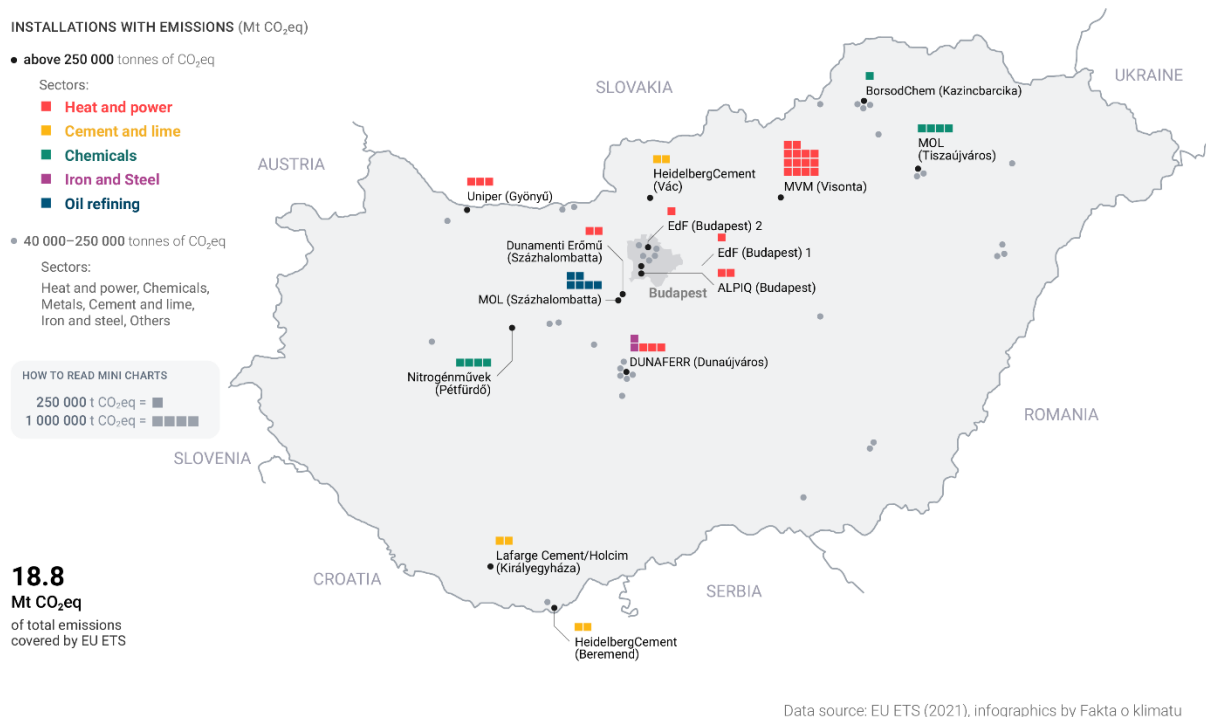 INSTALLATIONS WITH EMISSIONS (Mt CO₂eq)
above 250 000 tonnes of CO₂eq
Sectors:
Heat and power
Cement and lime
Chemicals
Iron and Steel
Oil refining
40 000–250 000 tonnes of CO₂eq
Sectors:
Heat and power, Chemicals,
Metals, Cement and lime,
Iron and steel, Others
HOW TO READ MINI CHARTS
250 000 t CO₂eq =
1 000 000 t CO₂eq =
18.8
Mt CO₂eq
of total emissions
covered by EU ETS
SLOVAKIA
UKRAINE
AUSTRIA
SLOVENIA
CROATIA
SERBIA
ROMANIA
BorsodChem (Kazincbarcika)
MOL
(Tiszaújváros)
HeidelbergCement
(Vác)
MVM (Visonta)
Uniper (Gönyű)
EdF (Budapest) 2
Dunamenti Erőmű
(Százhalombatta)
EdF (Budapest) 1
ALPIQ (Budapest)
Budapest
MOL (Százhalombatta)
DUNAFERR (Dunaújváros)
Nitrogénművek
(Pétfürdő)
Lafarge Cement/Holcim
(Királyegyháza)
HeidelbergCement
(Beremend)
Data source: EU ETS (2021), infographics by Fakta o klimatu